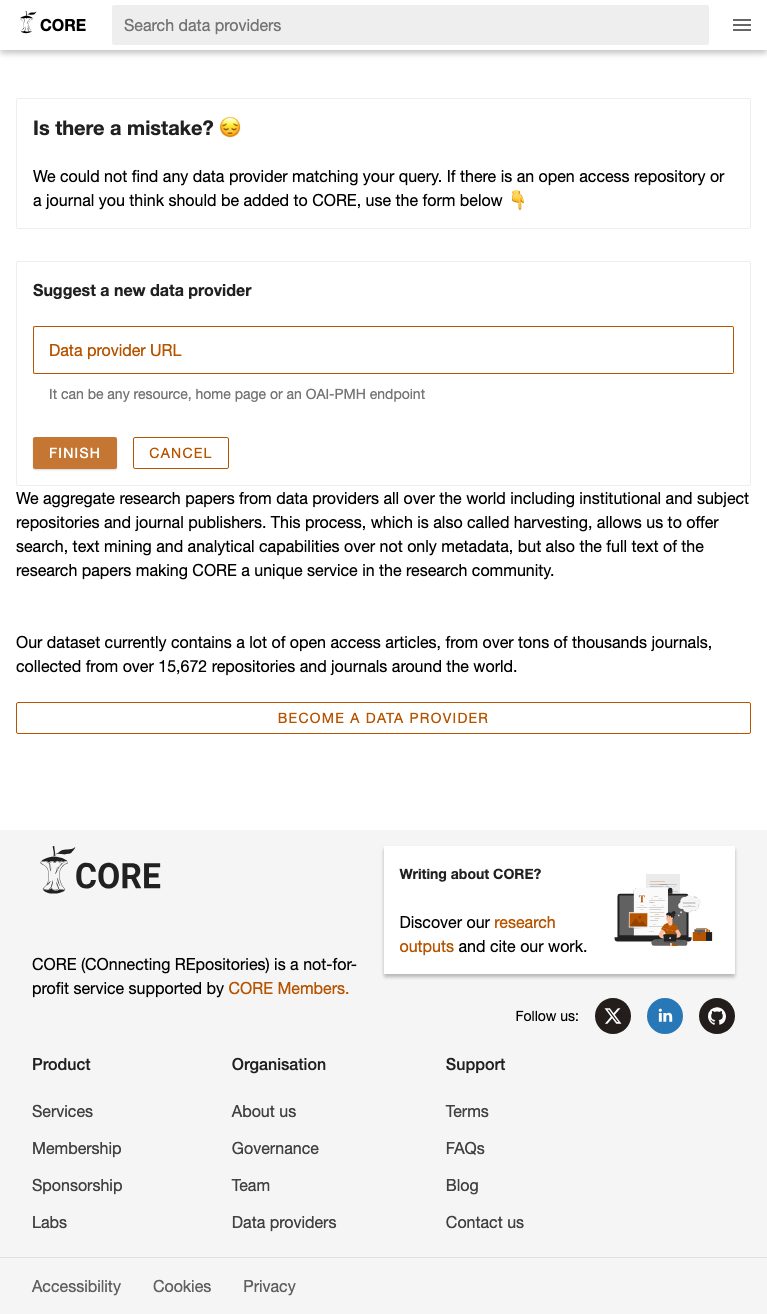 CORE
Search data providers
Is there a mistake? 😔
We could not find any data provider matching your query. If there is an open access repository or
a journal you think should be added to CORE, use the form below 👇
Suggest a new data provider
Data provider URL
It can be any resource, home page or an OAI-PMH endpoint
FINISH CANCEL
We aggregate research papers from data providers all over the world including institutional and subject
repositories and journal publishers. This process, which is also called harvesting, allows us to offer
search, text mining and analytical capabilities over not only metadata, but also the full text of the
research papers making CORE a unique service in the research community.
Our dataset currently contains a lot of open access articles, from over tons of thousands journals,
collected from over 15,672 repositories and journals around the world.
BECOME A DATA PROVIDER
CORE
CORE (COnnecting REpositories) is a not-for-
profit service supported by CORE Members.
Writing about CORE?
Discover our research
outputs and cite our work.
T
Follow us:
in
Product
Services
Membership
Sponsorship
Labs
Organisation
About us
Governance
Team
Data providers
Support
Terms
FAQs
Blog
Contact us
Accessibility Cookies Privacy